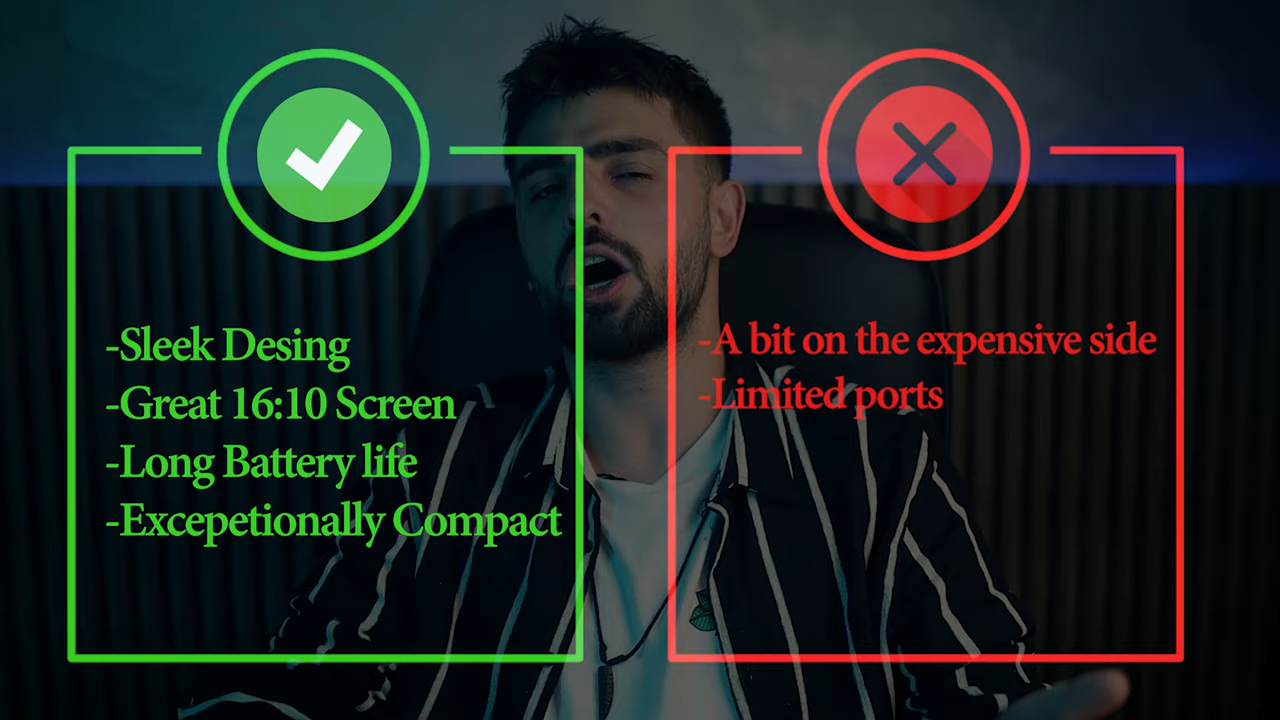 -Sleek Desing
-Great 16:10 Screen
-Long Battery life
-Excepetionally Compact
-A bit on the expensive side
-Limited ports